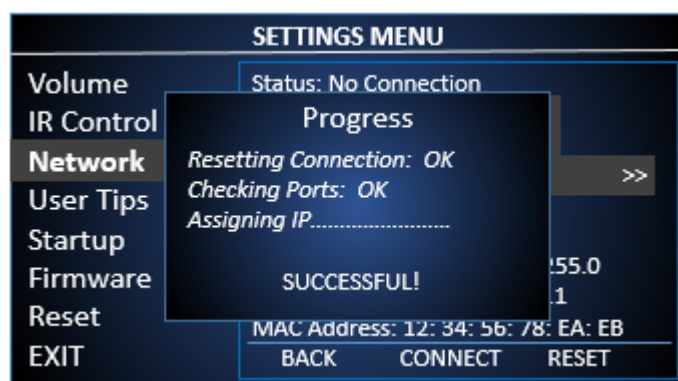 SETTINGS MENU
Volume
IR Control
Network
User Tips
Startup
Firmware
Reset
EXIT
Status: No Connection
>>
Progress
Resetting Connection: OK
Checking Ports: OK
Assigning IP.......................
SUCCESSFUL!
255.0
.1
MAC Address: 12: 34: 56: 78: EA: EB
BACK CONNECT RESET